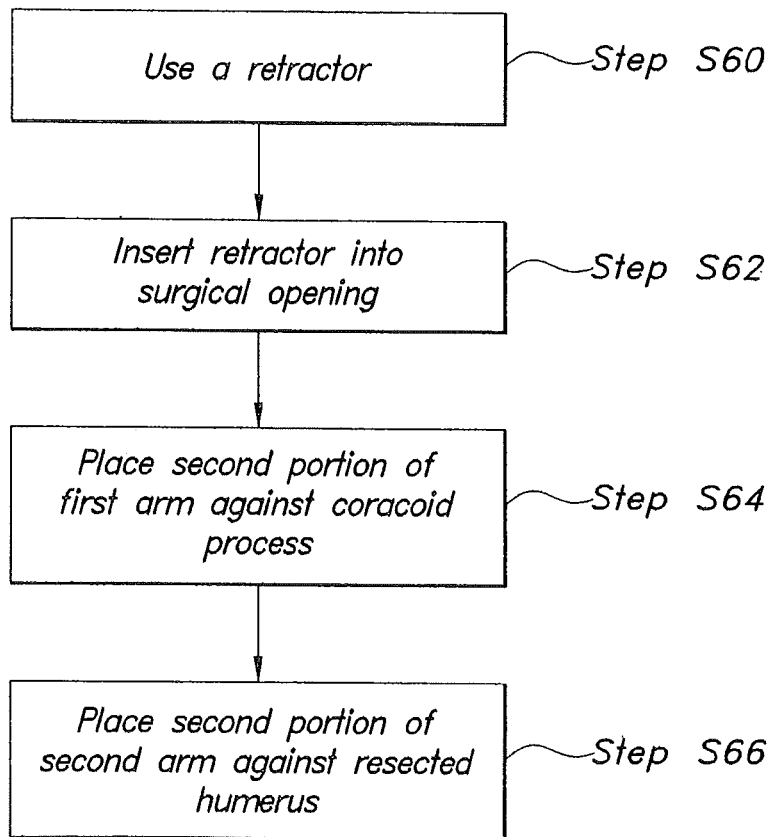 Use a retractor
Step S60
Insert retractor into
surgical opening
Step S62
Place second portion of
first arm against coracoid
process
Step S64
Place second portion of
second arm against resected
humerus
Step S66